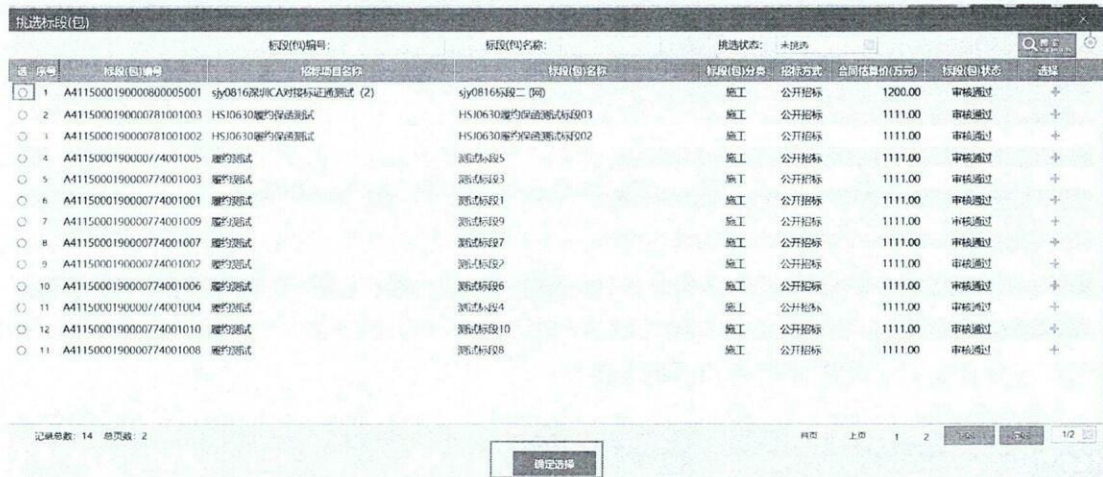 挑选标段(包)
标段(包)编号: 标段(包)名称: 挑选状态: 未挑选
选 序号 标段(包)编号 招标项目名称 标段(包)名称 标段(包)分类 招标方式 合同估算价(万元) 标段(包)状态 选择
1 A4115000190000800005001 sjy0816深圳CA对接标证通测试 (2) sjy0816标段二 (网) 施工 公开招标 1200.00 审核通过
2 A4115000190000781001003 HSJ0630履约保函测试 HSJ0630履约保函测试标段03 施工 公开招标 1111.00 审核通过
3 A4115000190000781001002 HSJ0630履约保函测试 HSJ0630履约保函测试标段02 施工 公开招标 1111.00 审核通过
4 A4115000190000774001005 履约测试 测试标段5 施工 公开招标 1111.00 审核通过
5 A4115000190000774001003 履约测试 测试标段3 施工 公开招标 1111.00 审核通过
6 A4115000190000774001001 履约测试 测试标段1 施工 公开招标 1111.00 审核通过
7 A4115000190000774001009 履约测试 测试标段9 施工 公开招标 1111.00 审核通过
8 A4115000190000774001007 履约测试 测试标段7 施工 公开招标 1111.00 审核通过
9 A4115000190000774001002 履约测试 测试标段2 施工 公开招标 1111.00 审核通过
10 A4115000190000774001006 履约测试 测试标段6 施工 公开招标 1111.00 审核通过
11 A4115000190000774001004 履约测试 测试标段4 施工 公开招标 1111.00 审核通过
12 A4115000190000774001010 履约测试 测试标段10 施工 公开招标 1111.00 审核通过
13 A4115000190000774001008 履约测试 测试标段8 施工 公开招标 1111.00 审核通过
记录总数: 14 总页数: 2 首页 上页 1 2 1/2
确定选择